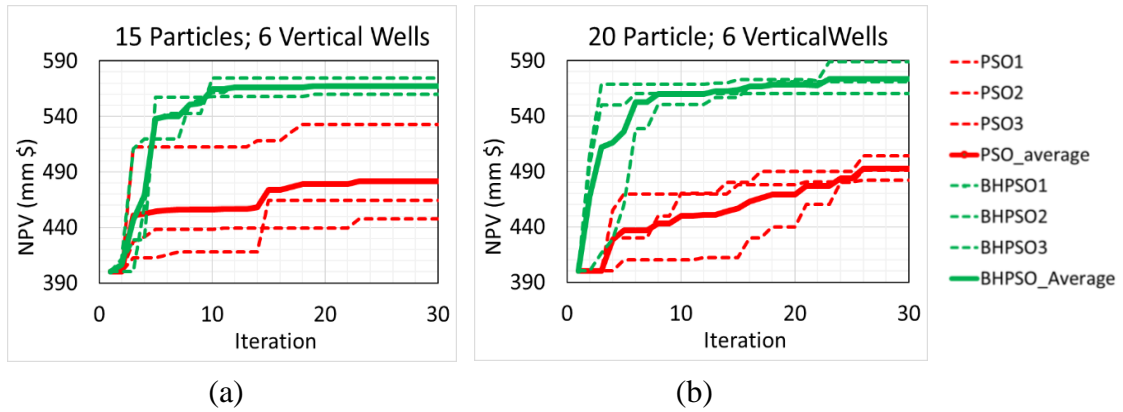 15 Particles; 6 Vertical Wells
590
540
490
440
390
NPV (mm $)
0 10 20 30
Iteration
(a)
20 Particle; 6 VerticalWells
590
540
490
440
390
NPV (mm $)
0 10 20 30
Iteration
(b)
PSO1
PSO2
PSO3
PSO_average
BHPSO1
BHPSO2
BHPSO3
BHPSO_Average